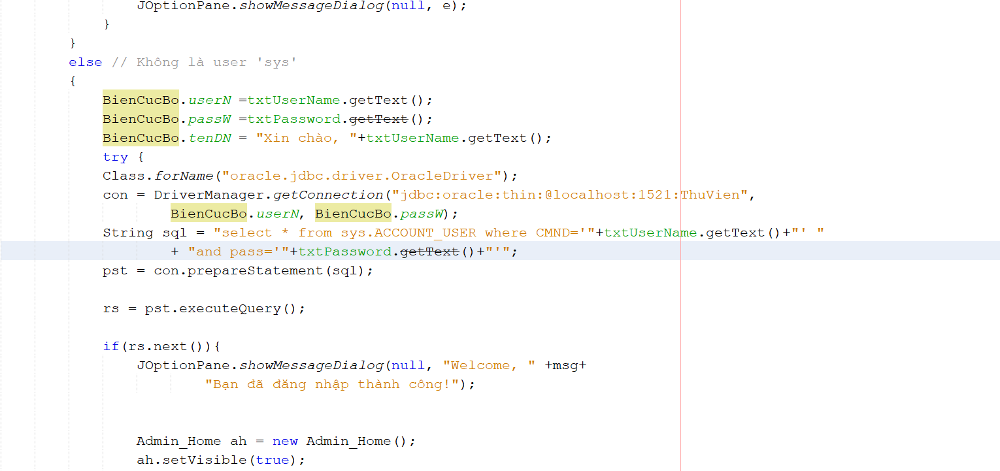 JOptionPane.showMessageDialog(null, e);
}
}
else // Không là user 'sys'
{
BienCucBo.userN =txtUserName.getText();
BienCucBo.passW =txtPassword.getText();
BienCucBo.tenDN = "Xin chào, "+txtUserName.getText();
try {
Class.forName("oracle.jdbc.driver.OracleDriver");
con = DriverManager.getConnection("jdbc:oracle:thin:@localhost:1521:ThuVien",
BienCucBo.userN, BienCucBo.passW);
String sql = "select * from sys.ACCOUNT_USER where CMND='"+txtUserName.getText()+"' "
+ "and pass='"+txtPassword.getText()+"'";
pst = con.prepareStatement(sql);
rs = pst.executeQuery();
if(rs.next()){
JOptionPane.showMessageDialog(null, "Welcome, " +msg+
"Bạn đã đăng nhập thành công!");
Admin_Home ah = new Admin_Home();
ah.setVisible(true);